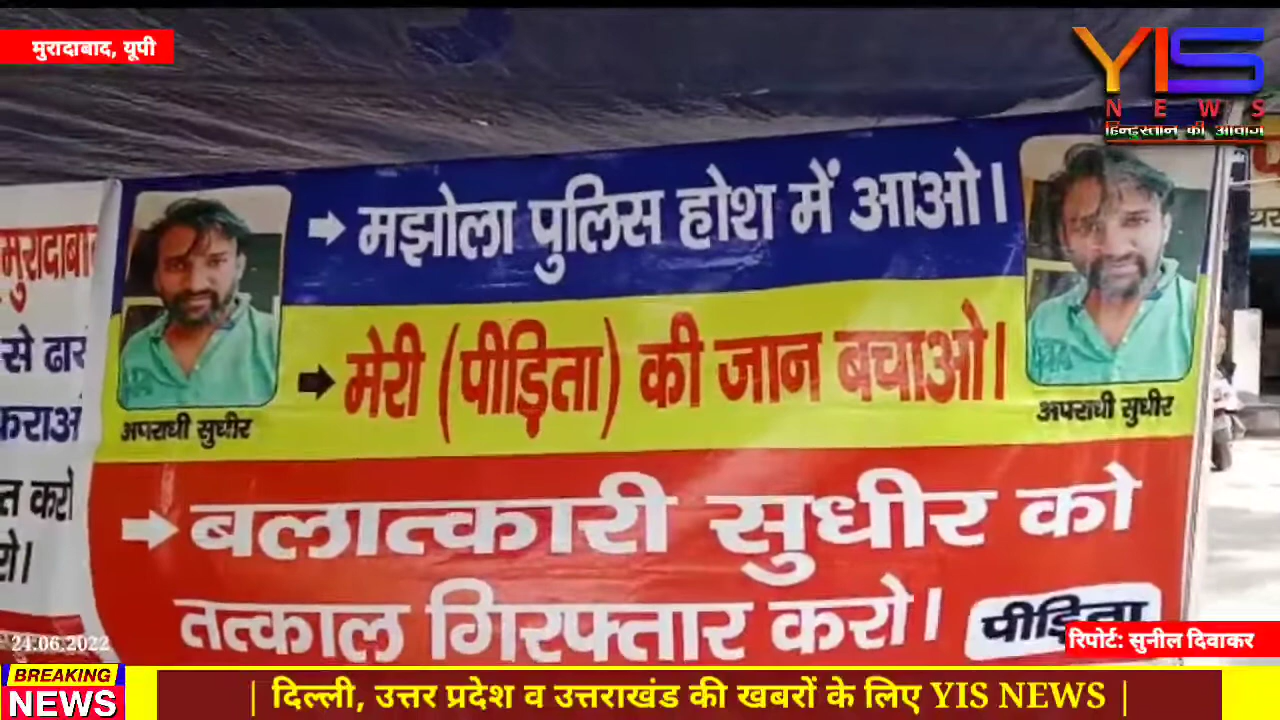 मुरादाबाद, यूपी
YIS
NEWS
हिन्दुस्तान की आवाज़
मझोला पुलिस होश में आओ।
मेरी (पीड़िता) की जान बचाओ।
अपराधी सुधीर
अपराधी सुधीर
बलात्कारी सुधीर को
तत्काल गिरफ्तार करो।
पीड़िता
मुरादाबाद
से
त करो
24.06.2022
रिपोर्ट: सुनील दिवाकर
BREAKING
NEWS
| दिल्ली, उत्तर प्रदेश व उत्तराखंड की खबरों के लिए YIS NEWS |